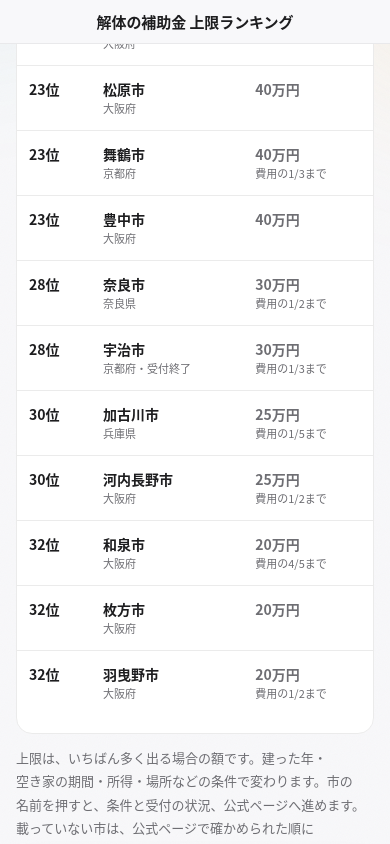 解体の補助金 上限ランキング
大阪府
23位 松原市 40万円
大阪府
23位 舞鶴市 40万円
京都府 費用の1/3まで
23位 豊中市 40万円
大阪府
28位 奈良市 30万円
奈良県 費用の1/2まで
28位 宇治市 30万円
京都府・受付終了 費用の1/3まで
30位 加古川市 25万円
兵庫県 費用の1/5まで
30位 河内長野市 25万円
大阪府 費用の1/2まで
32位 和泉市 20万円
大阪府 費用の4/5まで
32位 枚方市 20万円
大阪府
32位 羽曳野市 20万円
大阪府 費用の1/2まで
上限は、いちばん多く出る場合の額です。建った年・
空き家の期間・所得・場所などの条件で変わります。市の
名前を押すと、条件と受付の状況、公式ページへ進めます。
載っていない市は、公式ページで確かめられた順に